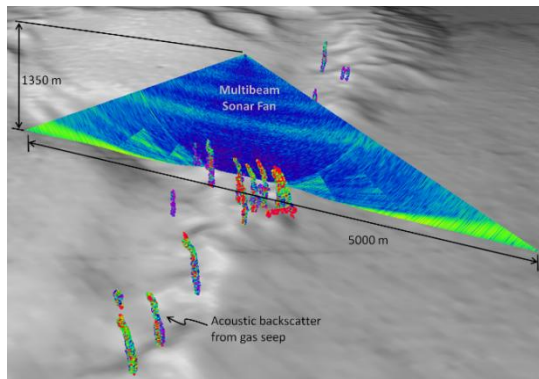 1350 m
Multibeam
Sonar Fan
5000 m
Acoustic backscatter
from gas seep